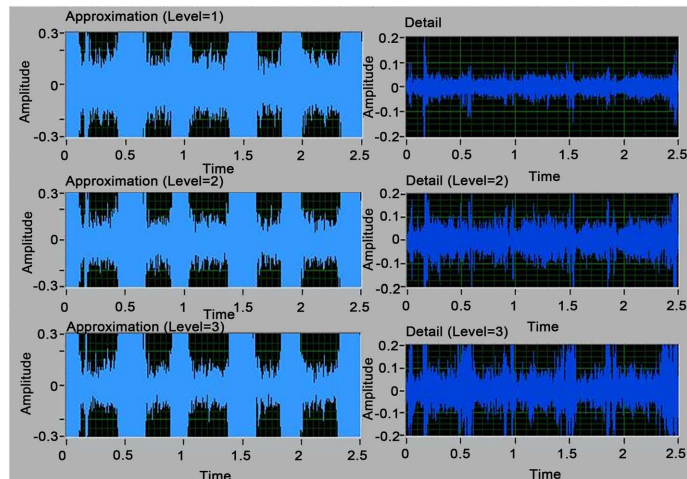 Approximation (Level=1)
0.3
0
-0.3
Amplitude
0 0.5 1 1.5 2 2.5
Time
Detail
0.2
0.1
0
-0.1
-0.2
Amplitude
0 0.5 1 1.5 2 2.5
Time
Approximation (Level=2)
0.3
0
-0.3
Amplitude
0 0.5 1 1.5 2 2.5
Time
Detail (Level=2)
0.2
0.1
0
-0.1
-0.2
Amplitude
0 0.5 1 1.5 2 2.5
Time
Approximation (Level=3)
0.3
0
-0.3
Amplitude
0 0.5 1 1.5 2 2.5
Time
Detail (Level=3)
0.2
0.1
0
-0.1
-0.2
Amplitude
0 0.5 1 1.5 2 2.5
Time